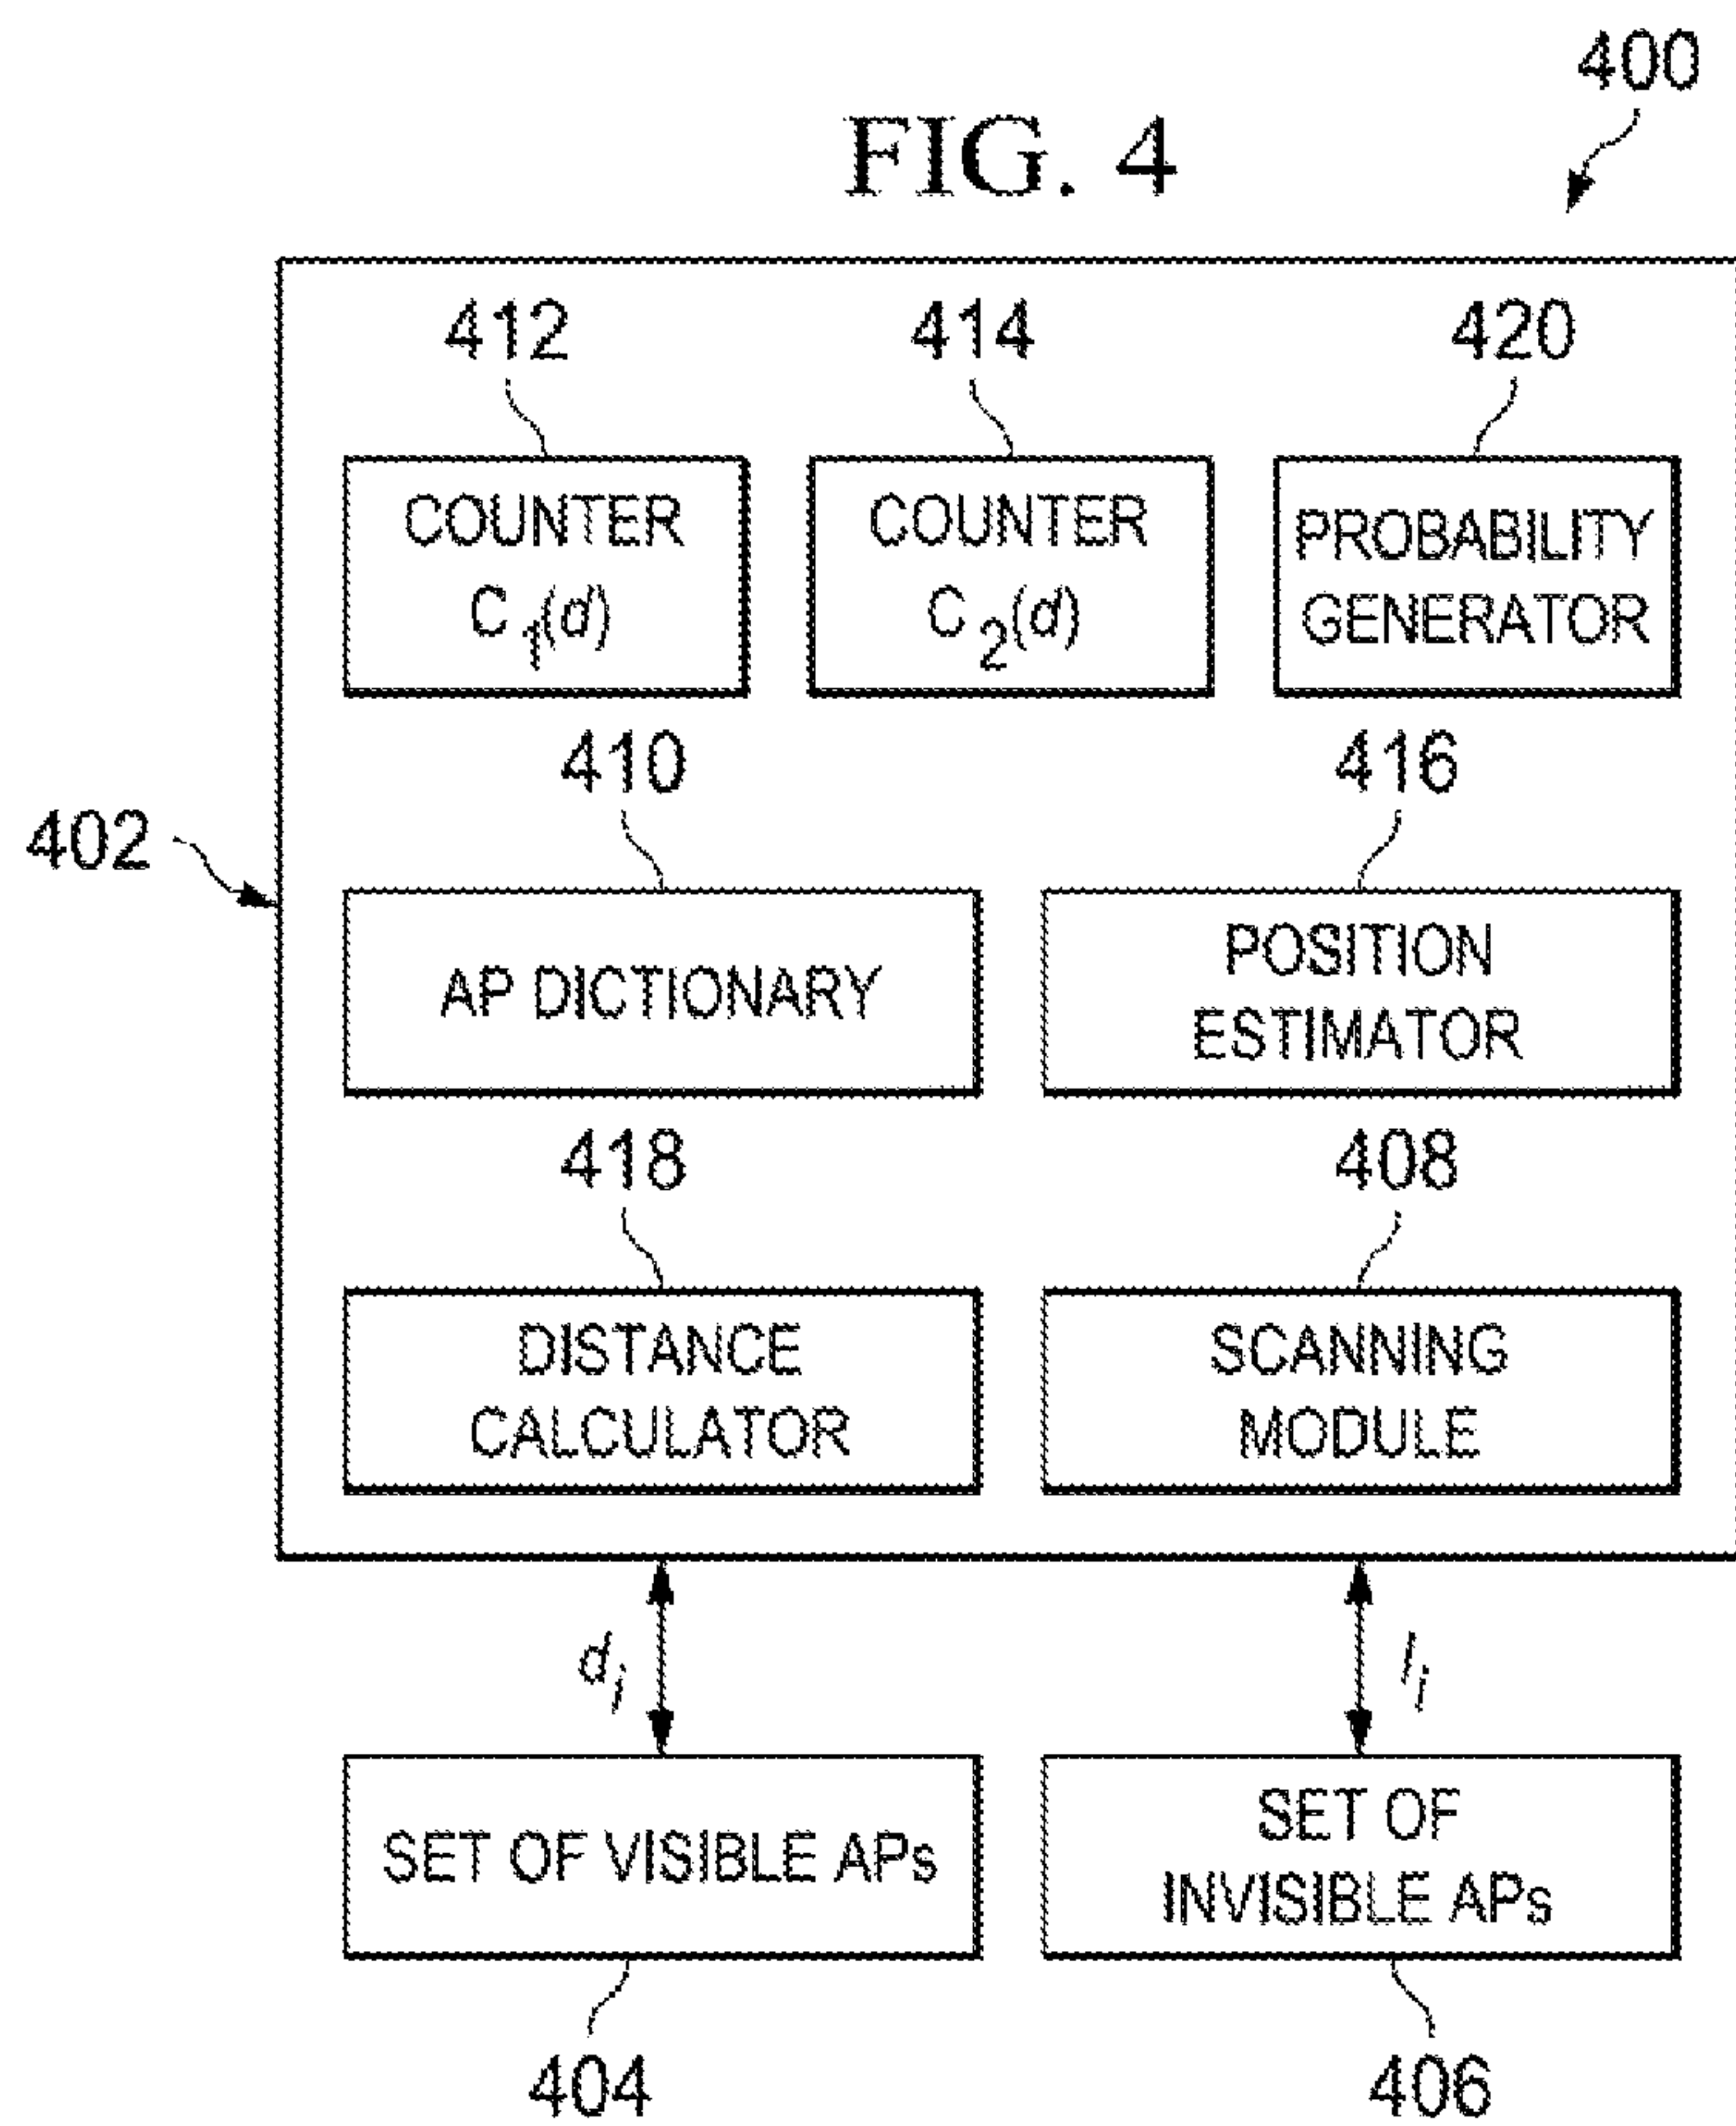 400
FIG. 4
412
414
420
COUNTER
C1(d)
COUNTER
C2(d)
PROBABILITY
GENERATOR
410
416
402
AP DICTIONARY
POSITION
ESTIMATOR
418
408
DISTANCE
CALCULATOR
SCANNING
MODULE
di
li
SET OF VISIBLE APs
SET OF
INVISIBLE APs
404
406